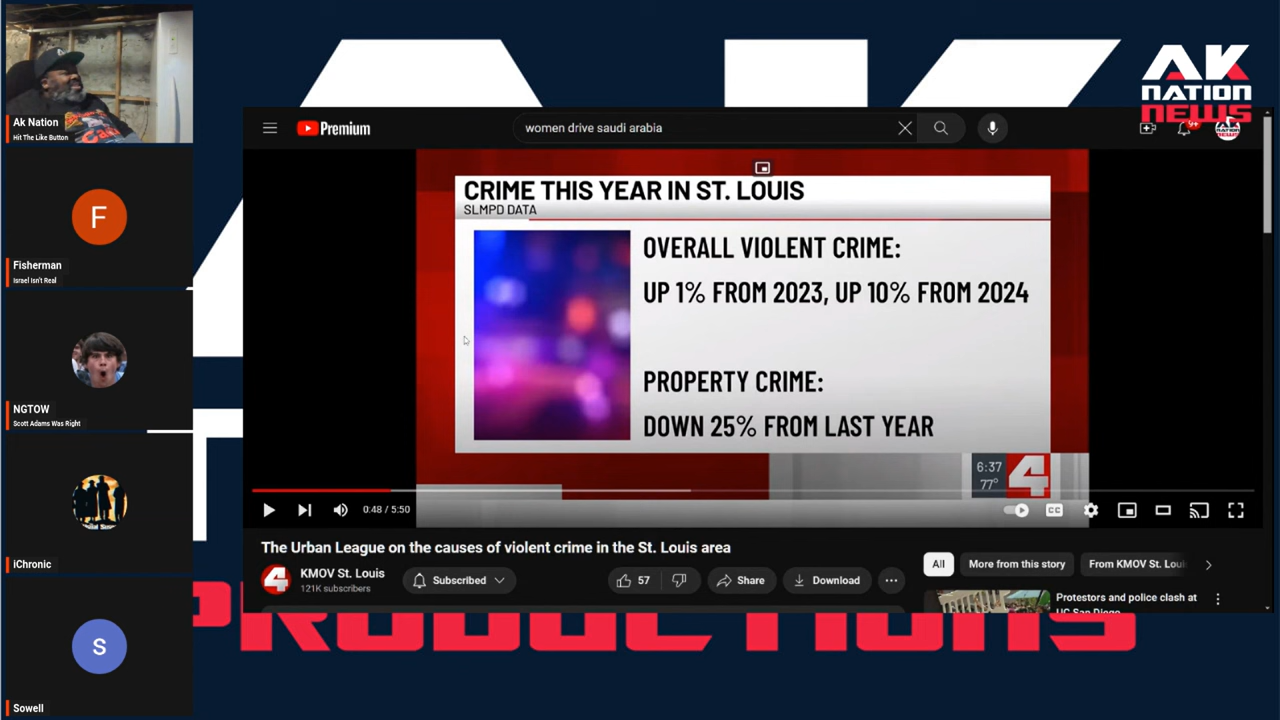 Ak Nation
Hit The Like Button
F
Fisherman
Israel Isn't Real
NGTOW
Scott Adams Was Right
iChronic
S
Sowell
AK
NATION
NEWS
Premium
women drive saudi arabia
9+
CRIME THIS YEAR IN ST. LOUIS
SLMPD DATA
OVERALL VIOLENT CRIME:
UP 1% FROM 2023, UP 10% FROM 2024
PROPERTY CRIME:
DOWN 25% FROM LAST YEAR
6:37
77°
4
0:48 / 5:50
CC
The Urban League on the causes of violent crime in the St. Louis area
4
KMOV St. Louis
121K subscribers
Subscribed
57
Share
Download
All
More from this story
From KMOV St. Loui
Protestors and police clash at
UC San Diego
PRODUCTIONS